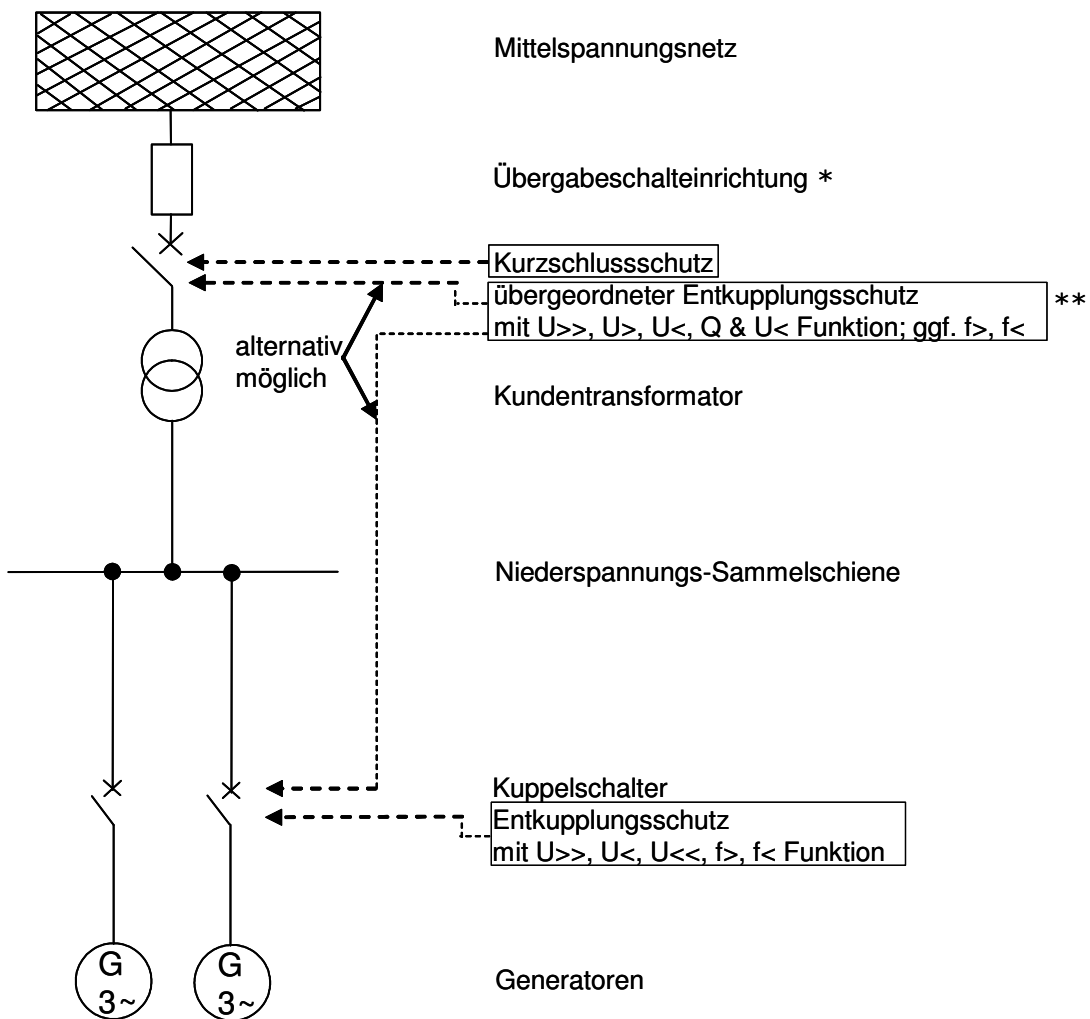 Mittelspannungsnetz
Übergabeschalteinrichtung *
Kurzschlussschutz
übergeordneter Entkupplungsschutz **
mit U>>, U>, U<, Q & U< Funktion; ggf. f>, f<
alternativ
möglich
Kundentransformator
Niederspannungs-Sammelschiene
Kuppelschalter
Entkupplungsschutz
mit U>>, U<, U<<, f>, f< Funktion
G
3~
G
3~
Generatoren